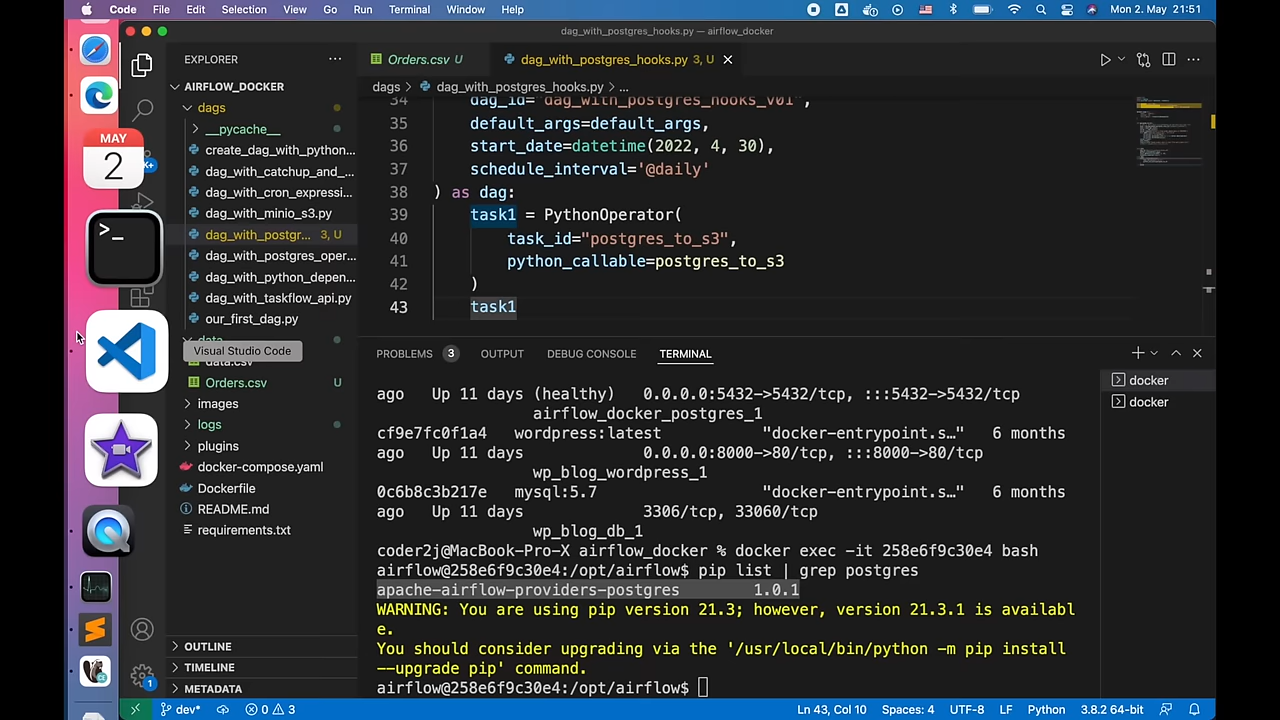 Code File Edit Selection View Go Run Terminal Window Help Mon 2. May 21:51
dag_with_postgres_hooks.py — airflow_docker
EXPLORER
Orders.csv U
dag_with_postgres_hooks.py 3, U
AIRFLOW_DOCKER
dags > dag_with_postgres_hooks.py > ...
dags
__pycache__
create_dag_with_python...
dag_with_catchup_and_...
dag_with_cron_expressi...
dag_with_minio_s3.py
dag_with_postgr... 3, U
dag_with_postgres_oper...
dag_with_python_depen...
dag_with_taskflow_api.py
our_first_dag.py
data
data.csv
Orders.csv U
images
logs
plugins
docker-compose.yaml
Dockerfile
README.md
requirements.txt
OUTLINE
TIMELINE
METADATA
MAY
2
>_
Visual Studio Code
X+
1
34 dag_id="dag_with_postgres_hooks_v01",
35 default_args=default_args,
36 start_date=datetime(2022, 4, 30),
37 schedule_interval='@daily'
38 ) as dag:
39 task1 = PythonOperator(
40 task_id="postgres_to_s3",
41 python_callable=postgres_to_s3
42 )
43 task1
PROBLEMS 3 OUTPUT DEBUG CONSOLE TERMINAL
docker
docker
ago Up 11 days (healthy) 0.0.0.0:5432->5432/tcp, :::5432->5432/tcp
airflow_docker_postgres_1
cf9e7fc0f1a4 wordpress:latest "docker-entrypoint.s…" 6 months
ago Up 11 days 0.0.0.0:8000->80/tcp, :::8000->80/tcp
wp_blog_wordpress_1
0c6b8c3b217e mysql:5.7 "docker-entrypoint.s…" 6 months
ago Up 11 days 3306/tcp, 33060/tcp
wp_blog_db_1
coder2j@MacBook-Pro-X airflow_docker % docker exec -it 258e6f9c30e4 bash
airflow@258e6f9c30e4:/opt/airflow$ pip list | grep postgres
apache-airflow-providers-postgres 1.0.1
WARNING: You are using pip version 21.3; however, version 21.3.1 is availabl
e.
You should consider upgrading via the '/usr/local/bin/python -m pip install
--upgrade pip' command.
airflow@258e6f9c30e4:/opt/airflow$
dev* 0 3 Ln 43, Col 10 Spaces: 4 UTF-8 LF Python 3.8.2 64-bit